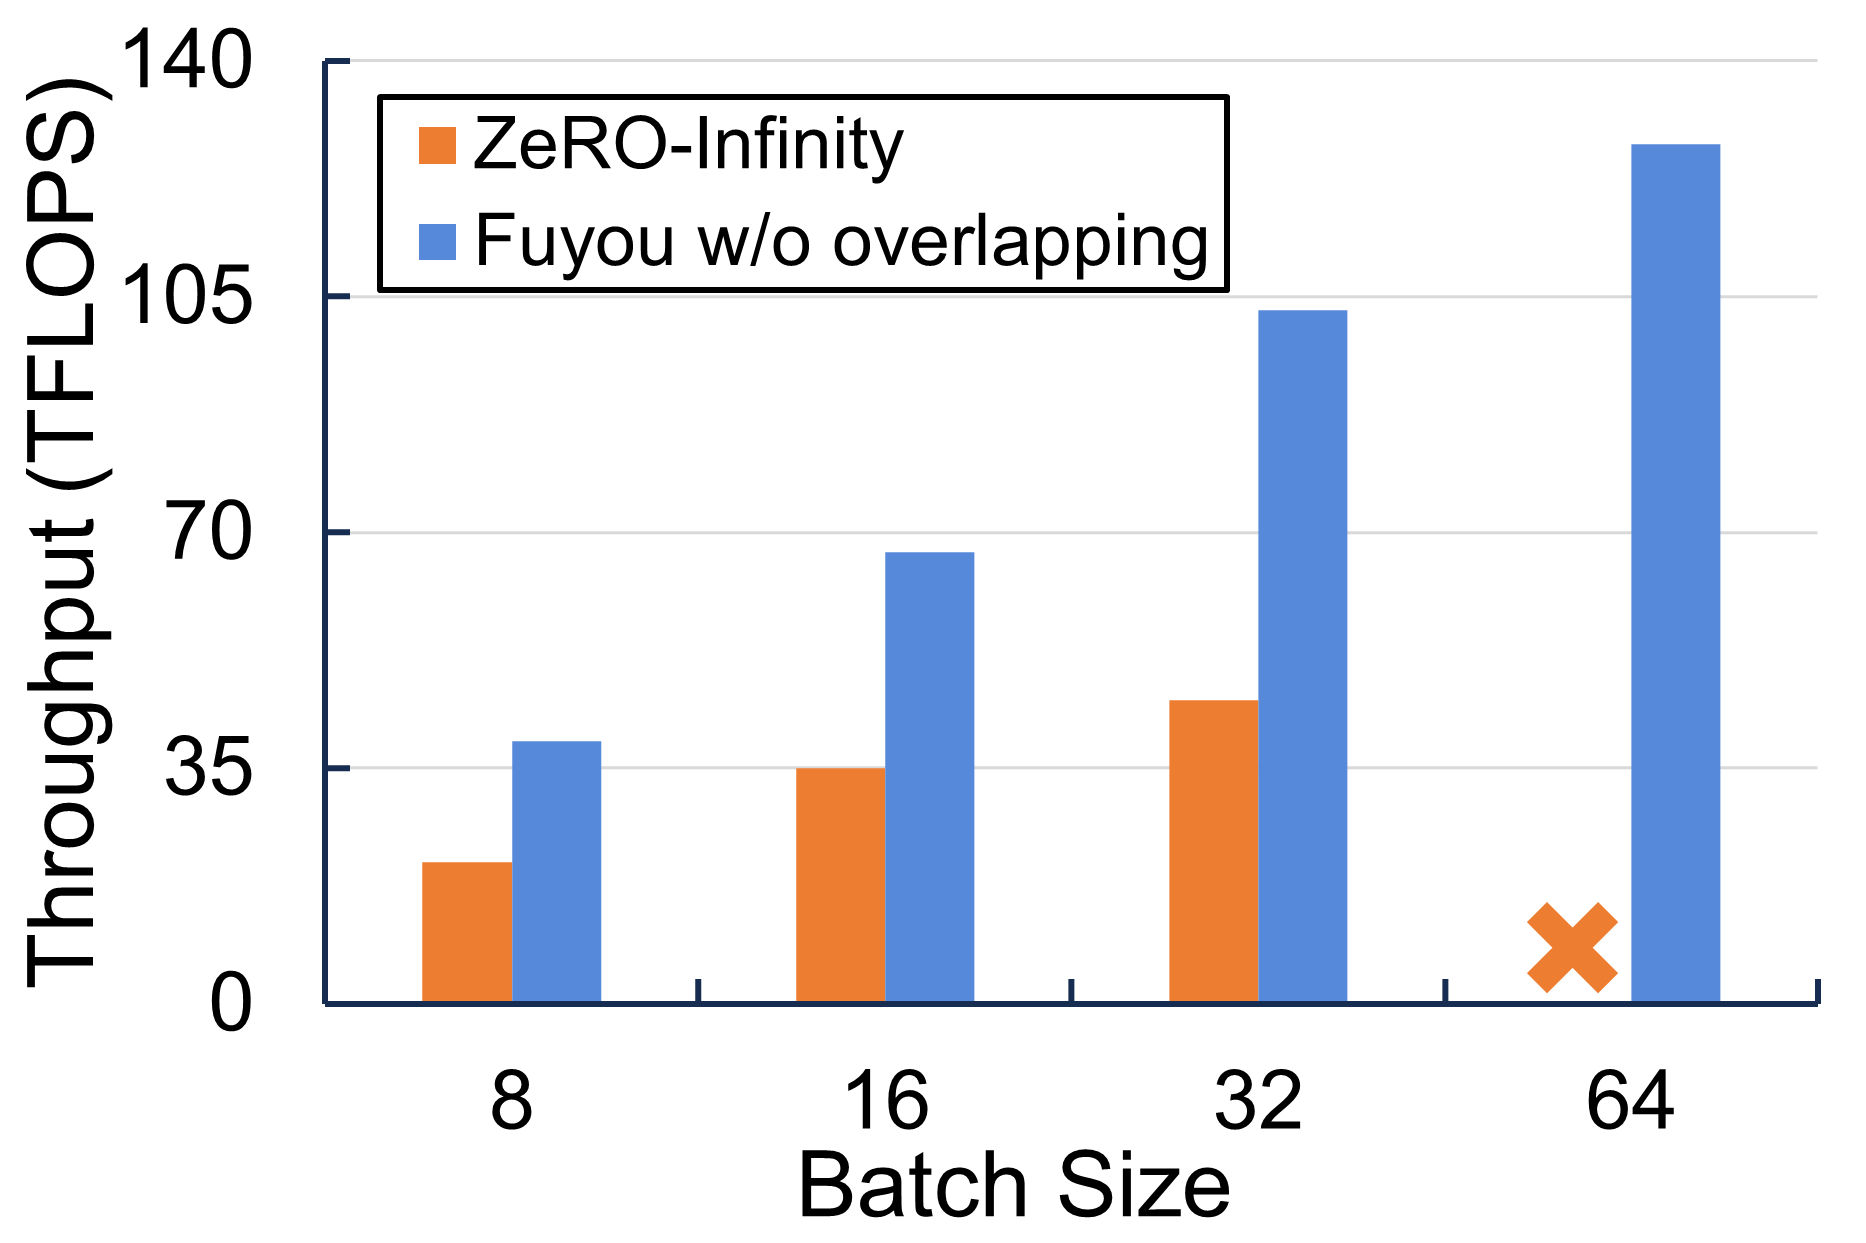 Throughput (TFLOPS)
140
105
70
35
0
ZeRO-Infinity
Fuyou w/o overlapping
8 16 32 64
Batch Size